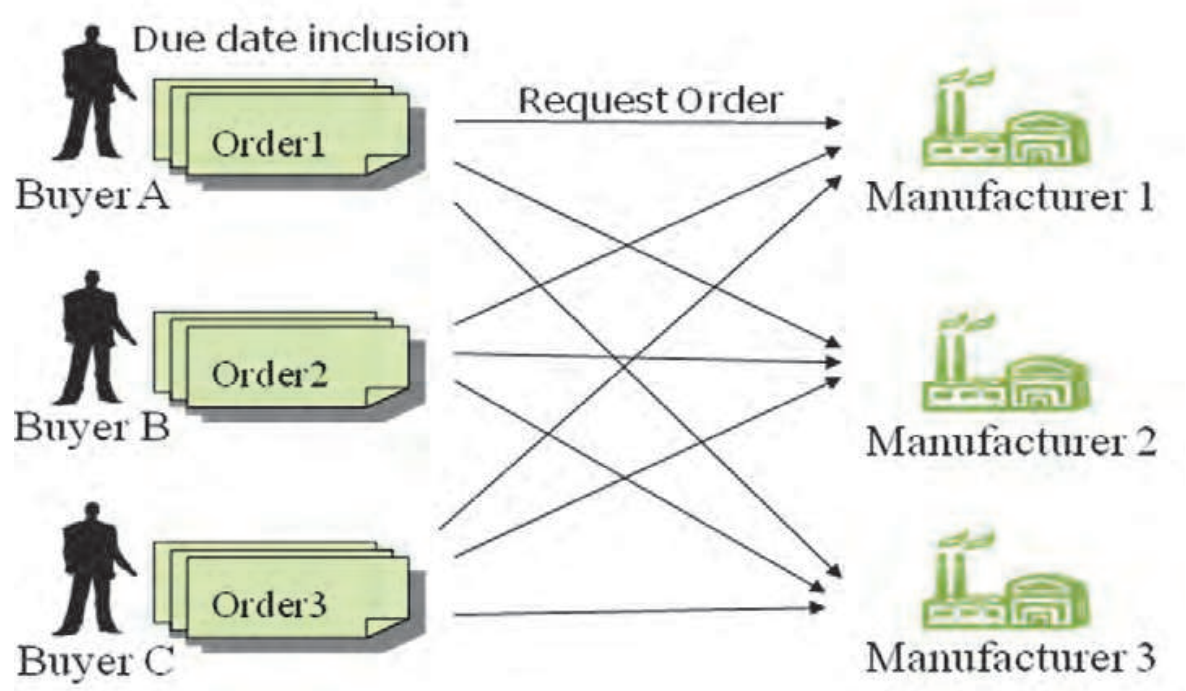 Due date inclusion
Request Order
Order1
Buyer A
Manufacturer 1
Order2
Buyer B
Manufacturer 2
Order3
Buyer C
Manufacturer 3